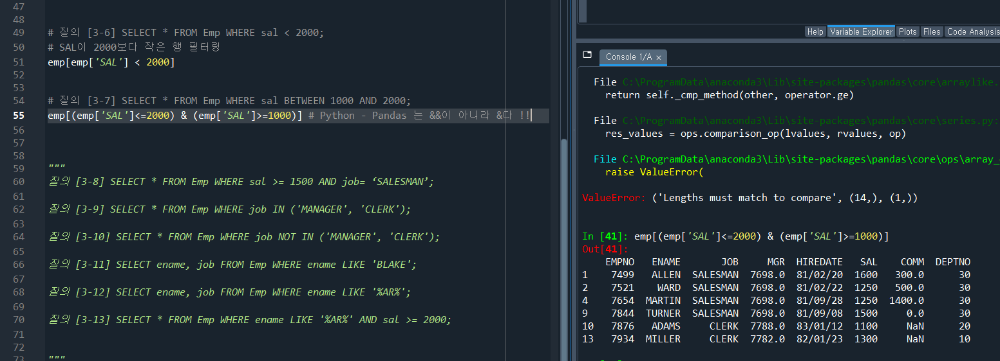 47
48
49 # 질의 [3-6] SELECT * FROM Emp WHERE sal < 2000;
50 # SAL이 2000보다 작은 행 필터링
51 emp[emp['SAL'] < 2000]
52
53
54 # 질의 [3-7] SELECT * FROM Emp WHERE sal BETWEEN 1000 AND 2000;
55 emp[(emp['SAL']<=2000) & (emp['SAL']>=1000)] # Python - Pandas 는 &&이 아니라 &다 !!
56
57
58
59 """
60 질의 [3-8] SELECT * FROM Emp WHERE sal >= 1500 AND job= ‘SALESMAN’;
61
62 질의 [3-9] SELECT * FROM Emp WHERE job IN ('MANAGER', 'CLERK');
63
64 질의 [3-10] SELECT * FROM Emp WHERE job NOT IN ('MANAGER', 'CLERK');
65
66 질의 [3-11] SELECT ename, job FROM Emp WHERE ename LIKE 'BLAKE';
67
68 질의 [3-12] SELECT ename, job FROM Emp WHERE ename LIKE '%AR%';
69
70 질의 [3-13] SELECT * FROM Emp WHERE ename LIKE '%AR%' AND sal >= 2000;
71
72
73 """
Help Variable Explorer Plots Files Code Analysis
Console 1/A ×
File C:\ProgramData\anaconda3\Lib\site-packages\pandas\core\arraylike.
return self._cmp_method(other, operator.ge)
File C:\ProgramData\anaconda3\Lib\site-packages\pandas\core\series.py:
res_values = ops.comparison_op(lvalues, rvalues, op)
File C:\ProgramData\anaconda3\Lib\site-packages\pandas\core\ops\array_
raise ValueError(
ValueError: ('Lengths must match to compare', (14,), (1,))
In [41]: emp[(emp['SAL']<=2000) & (emp['SAL']>=1000)]
Out[41]:
EMPNO ENAME JOB MGR HIREDATE SAL COMM DEPTNO
1 7499 ALLEN SALESMAN 7698.0 81/02/20 1600 300.0 30
2 7521 WARD SALESMAN 7698.0 81/02/22 1250 500.0 30
4 7654 MARTIN SALESMAN 7698.0 81/09/28 1250 1400.0 30
9 7844 TURNER SALESMAN 7698.0 81/09/08 1500 0.0 30
10 7876 ADAMS CLERK 7788.0 83/01/12 1100 NaN 20
13 7934 MILLER CLERK 7782.0 82/01/23 1300 NaN 10